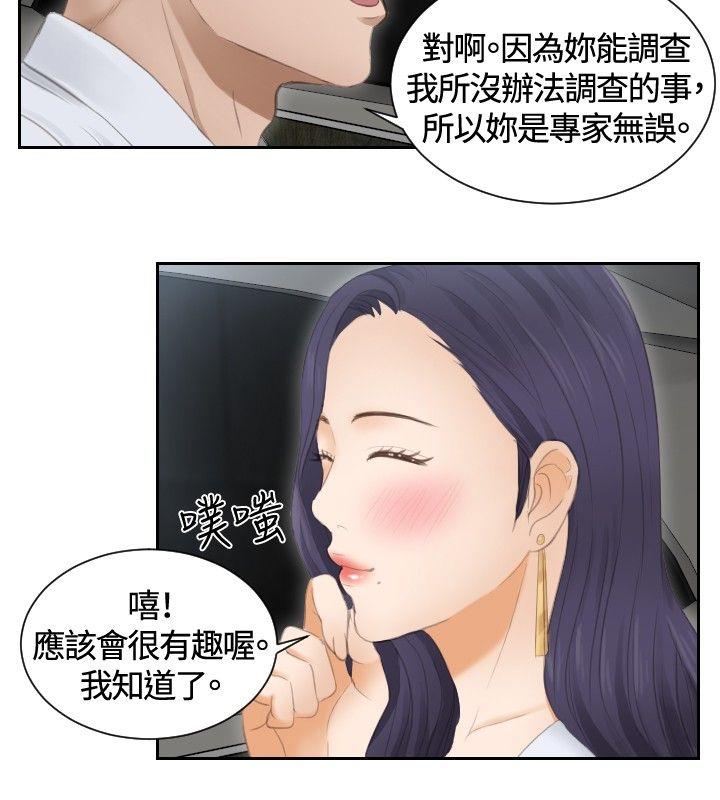 對啊。因為妳能調查
我所沒辦法調查的事,
所以妳是專家無誤。
噗嗤
嘻!
應該會很有趣喔。
我知道了。